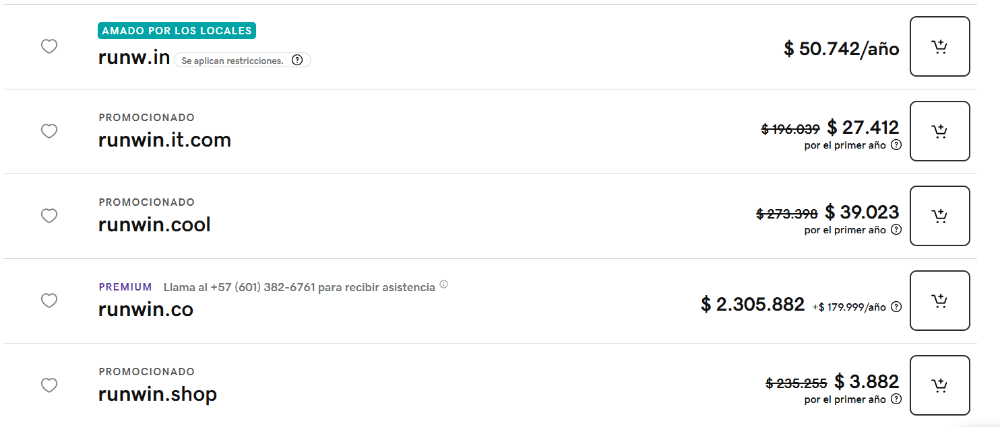 AMADO POR LOS LOCALES
runw.in Se aplican restricciones. ?
$ 50.742/año
PROMOCIONADO
runwin.it.com
$ 196.039 $ 27.412
por el primer año ?
PROMOCIONADO
runwin.cool
$ 273.398 $ 39.023
por el primer año ?
PREMIUM Llama al +57 (601) 382-6761 para recibir asistencia
runwin.co
$ 2.305.882 +$ 179.999/año ?
PROMOCIONADO
runwin.shop
$ 235.255 $ 3.882
por el primer año ?